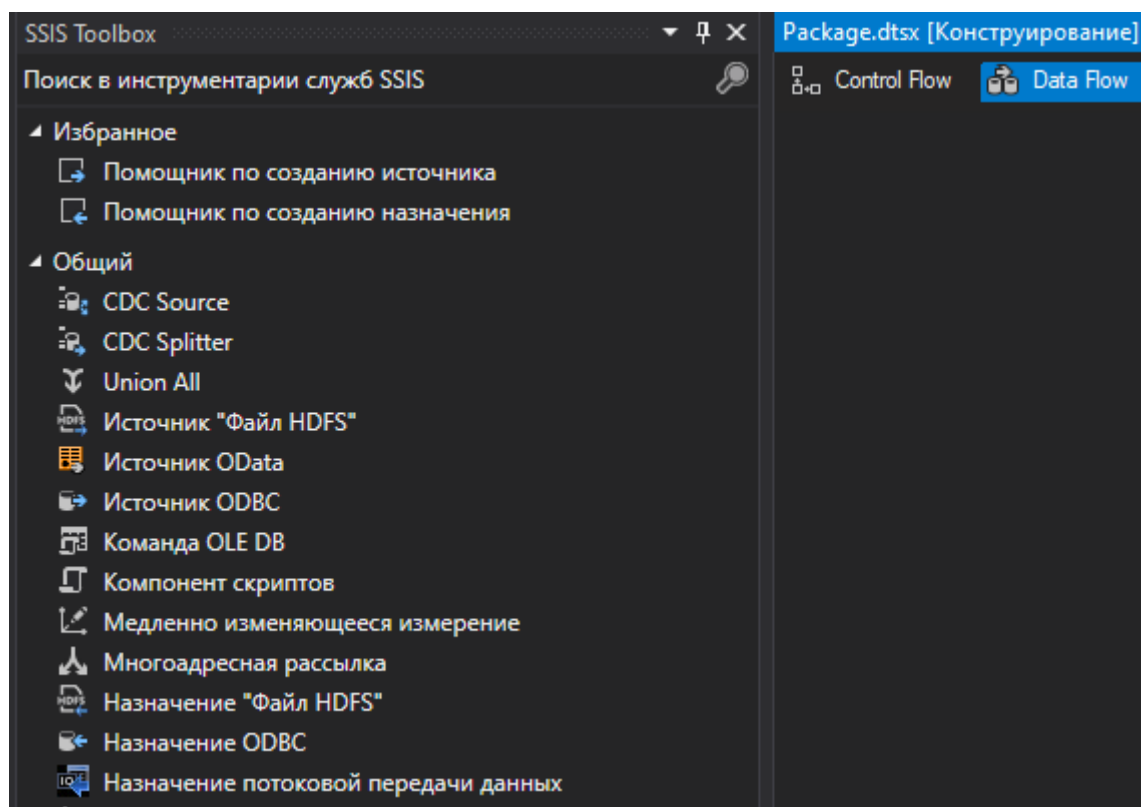 SSIS Toolbox
Поиск в инструментарии служб SSIS
Избранное
Помощник по созданию источника
Помощник по созданию назначения
Общий
CDC Source
CDC Splitter
Union All
Источник "Файл HDFS"
Источник OData
Источник ODBC
Команда OLE DB
Компонент скриптов
Медленно изменяющееся измерение
Многоадресная рассылка
Назначение "Файл HDFS"
Назначение ODBC
Назначение потоковой передачи данных
Package.dtsx [Конструирование]
Control Flow
Data Flow